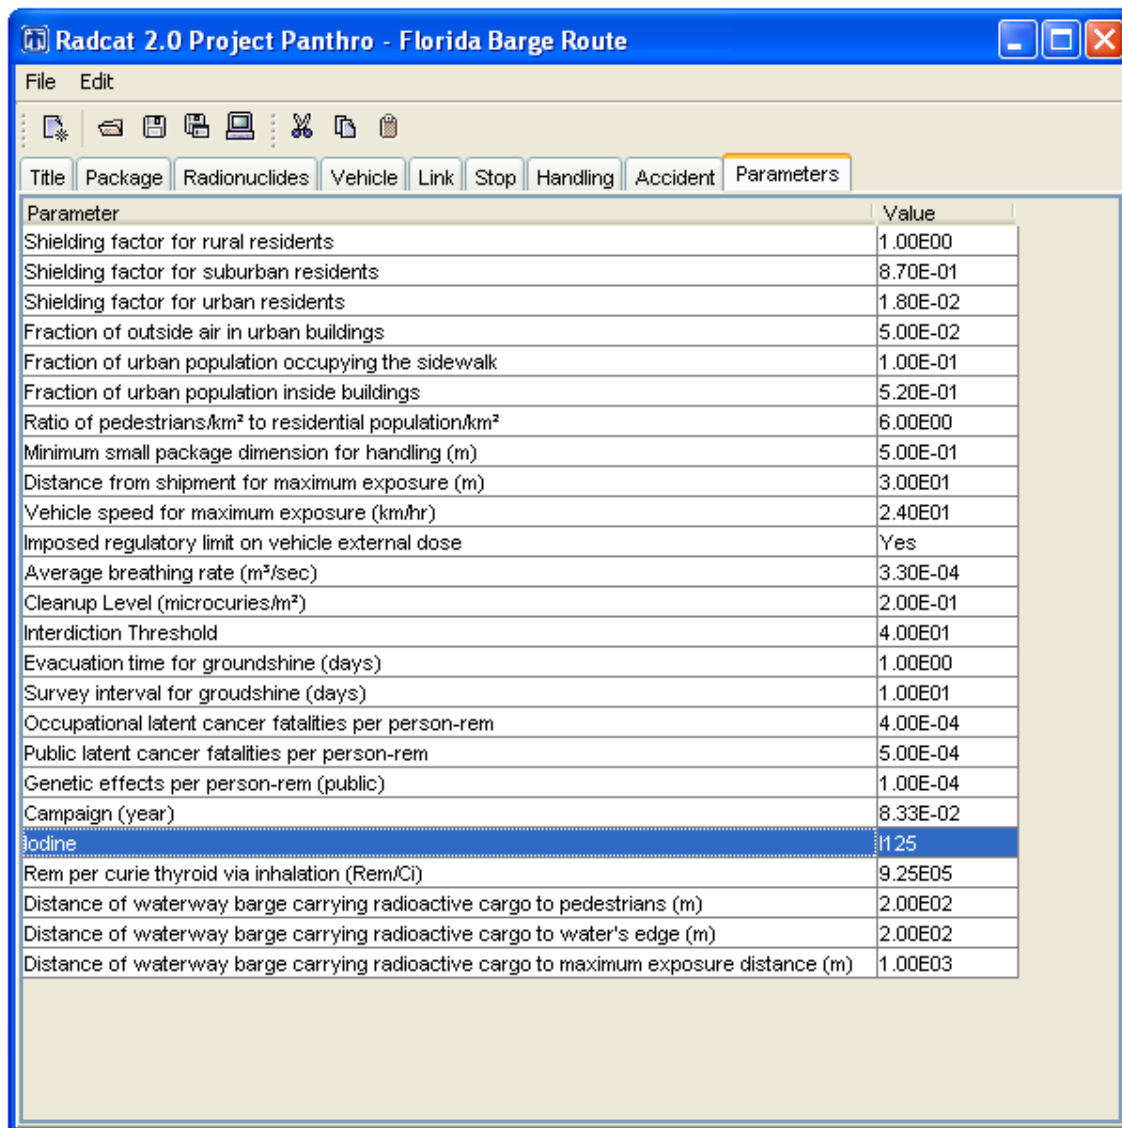 Radcat 2.0 Project Panthro - Florida Barge Route
File Edit
Title Package Radionuclides Vehicle Link Stop Handling Accident Parameters
Parameter Value
Shielding factor for rural residents 1.00E00
Shielding factor for suburban residents 8.70E-01
Shielding factor for urban residents 1.80E-02
Fraction of outside air in urban buildings 5.00E-02
Fraction of urban population occupying the sidewalk 1.00E-01
Fraction of urban population inside buildings 5.20E-01
Ratio of pedestrians/km² to residential population/km² 6.00E00
Minimum small package dimension for handling (m) 5.00E-01
Distance from shipment for maximum exposure (m) 3.00E01
Vehicle speed for maximum exposure (km/hr) 2.40E01
Imposed regulatory limit on vehicle external dose Yes
Average breathing rate (m³/sec) 3.30E-04
Cleanup Level (microcuries/m²) 2.00E-01
Interdiction Threshold 4.00E01
Evacuation time for groundshine (days) 1.00E00
Survey interval for groudshine (days) 1.00E01
Occupational latent cancer fatalities per person-rem 4.00E-04
Public latent cancer fatalities per person-rem 5.00E-04
Genetic effects per person-rem (public) 1.00E-04
Campaign (year) 8.33E-02
Iodine I125
Rem per curie thyroid via inhalation (Rem/Ci) 9.25E05
Distance of waterway barge carrying radioactive cargo to pedestrians (m) 2.00E02
Distance of waterway barge carrying radioactive cargo to water's edge (m) 2.00E02
Distance of waterway barge carrying radioactive cargo to maximum exposure distance (m) 1.00E03